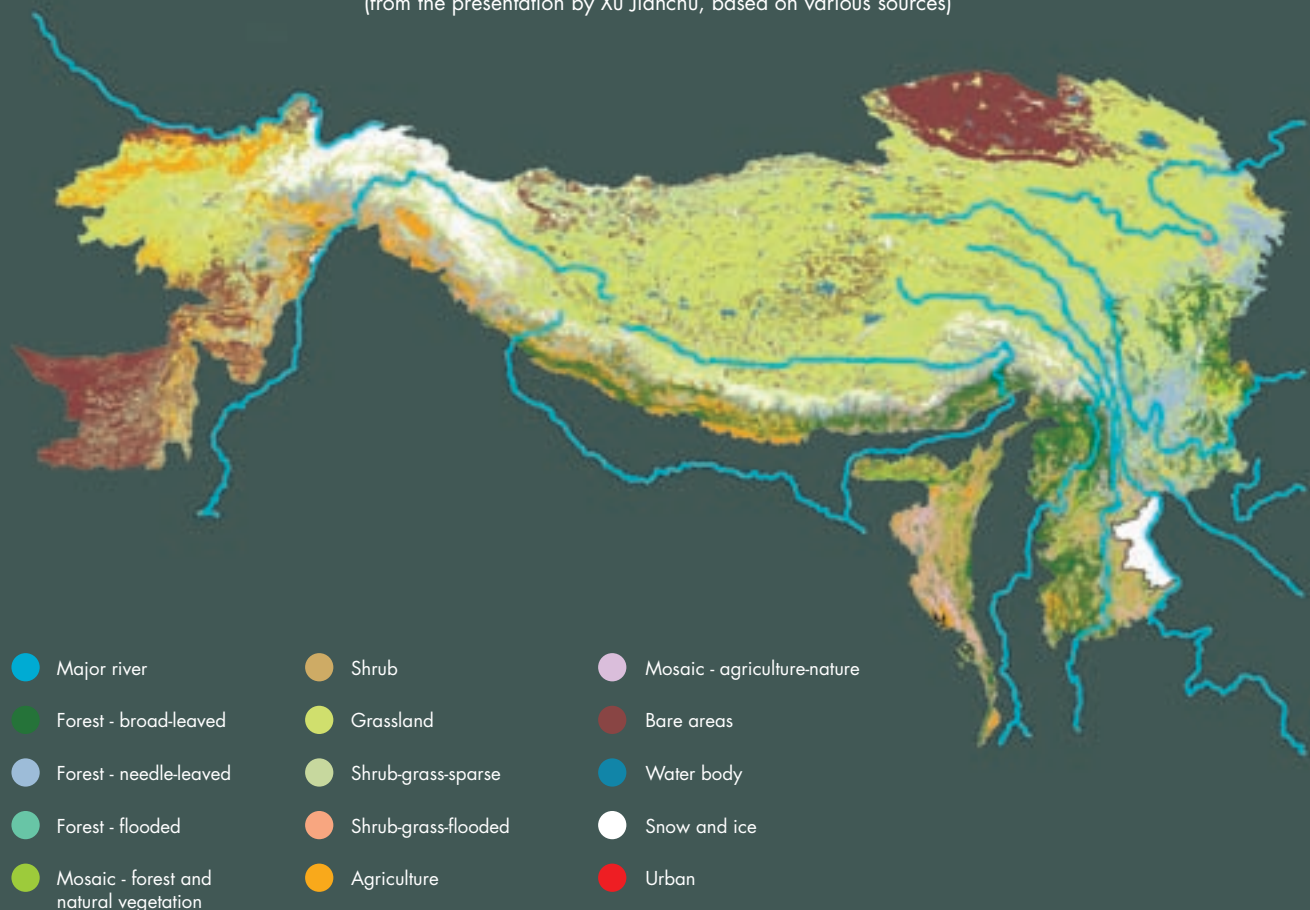 (from the presentation by Xu Jianchu, based on various sources)
Major river
Forest - broad-leaved
Forest - needle-leaved
Forest - flooded
Mosaic - forest and
natural vegetation
Shrub
Grassland
Shrub-grass-sparse
Shrub-grass-flooded
Agriculture
Mosaic - agriculture-nature
Bare areas
Water body
Snow and ice
Urban